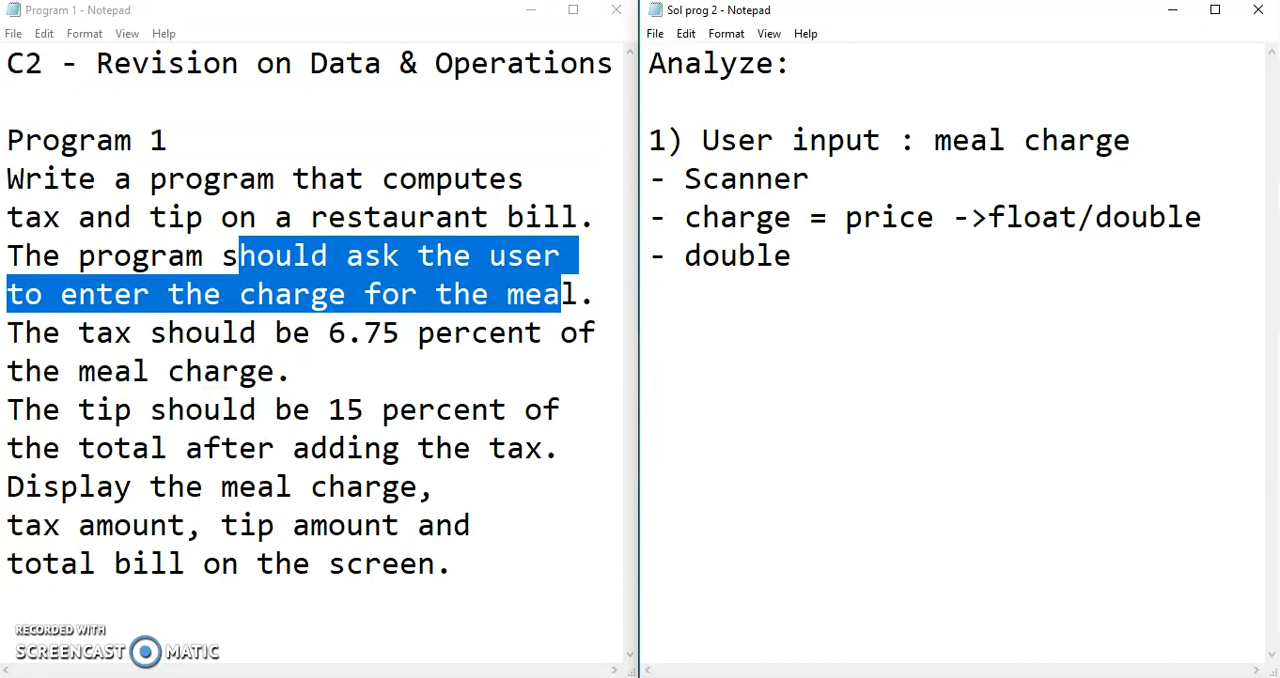 Program 1 - Notepad
File Edit Format View Help
C2 - Revision on Data & Operations
Program 1
Write a program that computes
tax and tip on a restaurant bill.
The program should ask the user
to enter the charge for the meal.
The tax should be 6.75 percent of
the meal charge.
The tip should be 15 percent of
the total after adding the tax.
Display the meal charge,
tax amount, tip amount and
total bill on the screen.
RECORDED WITH
SCREENCAST MATIC
Sol prog 2 - Notepad
File Edit Format View Help
Analyze:
1) User input : meal charge
- Scanner
- charge = price ->float/double
- double